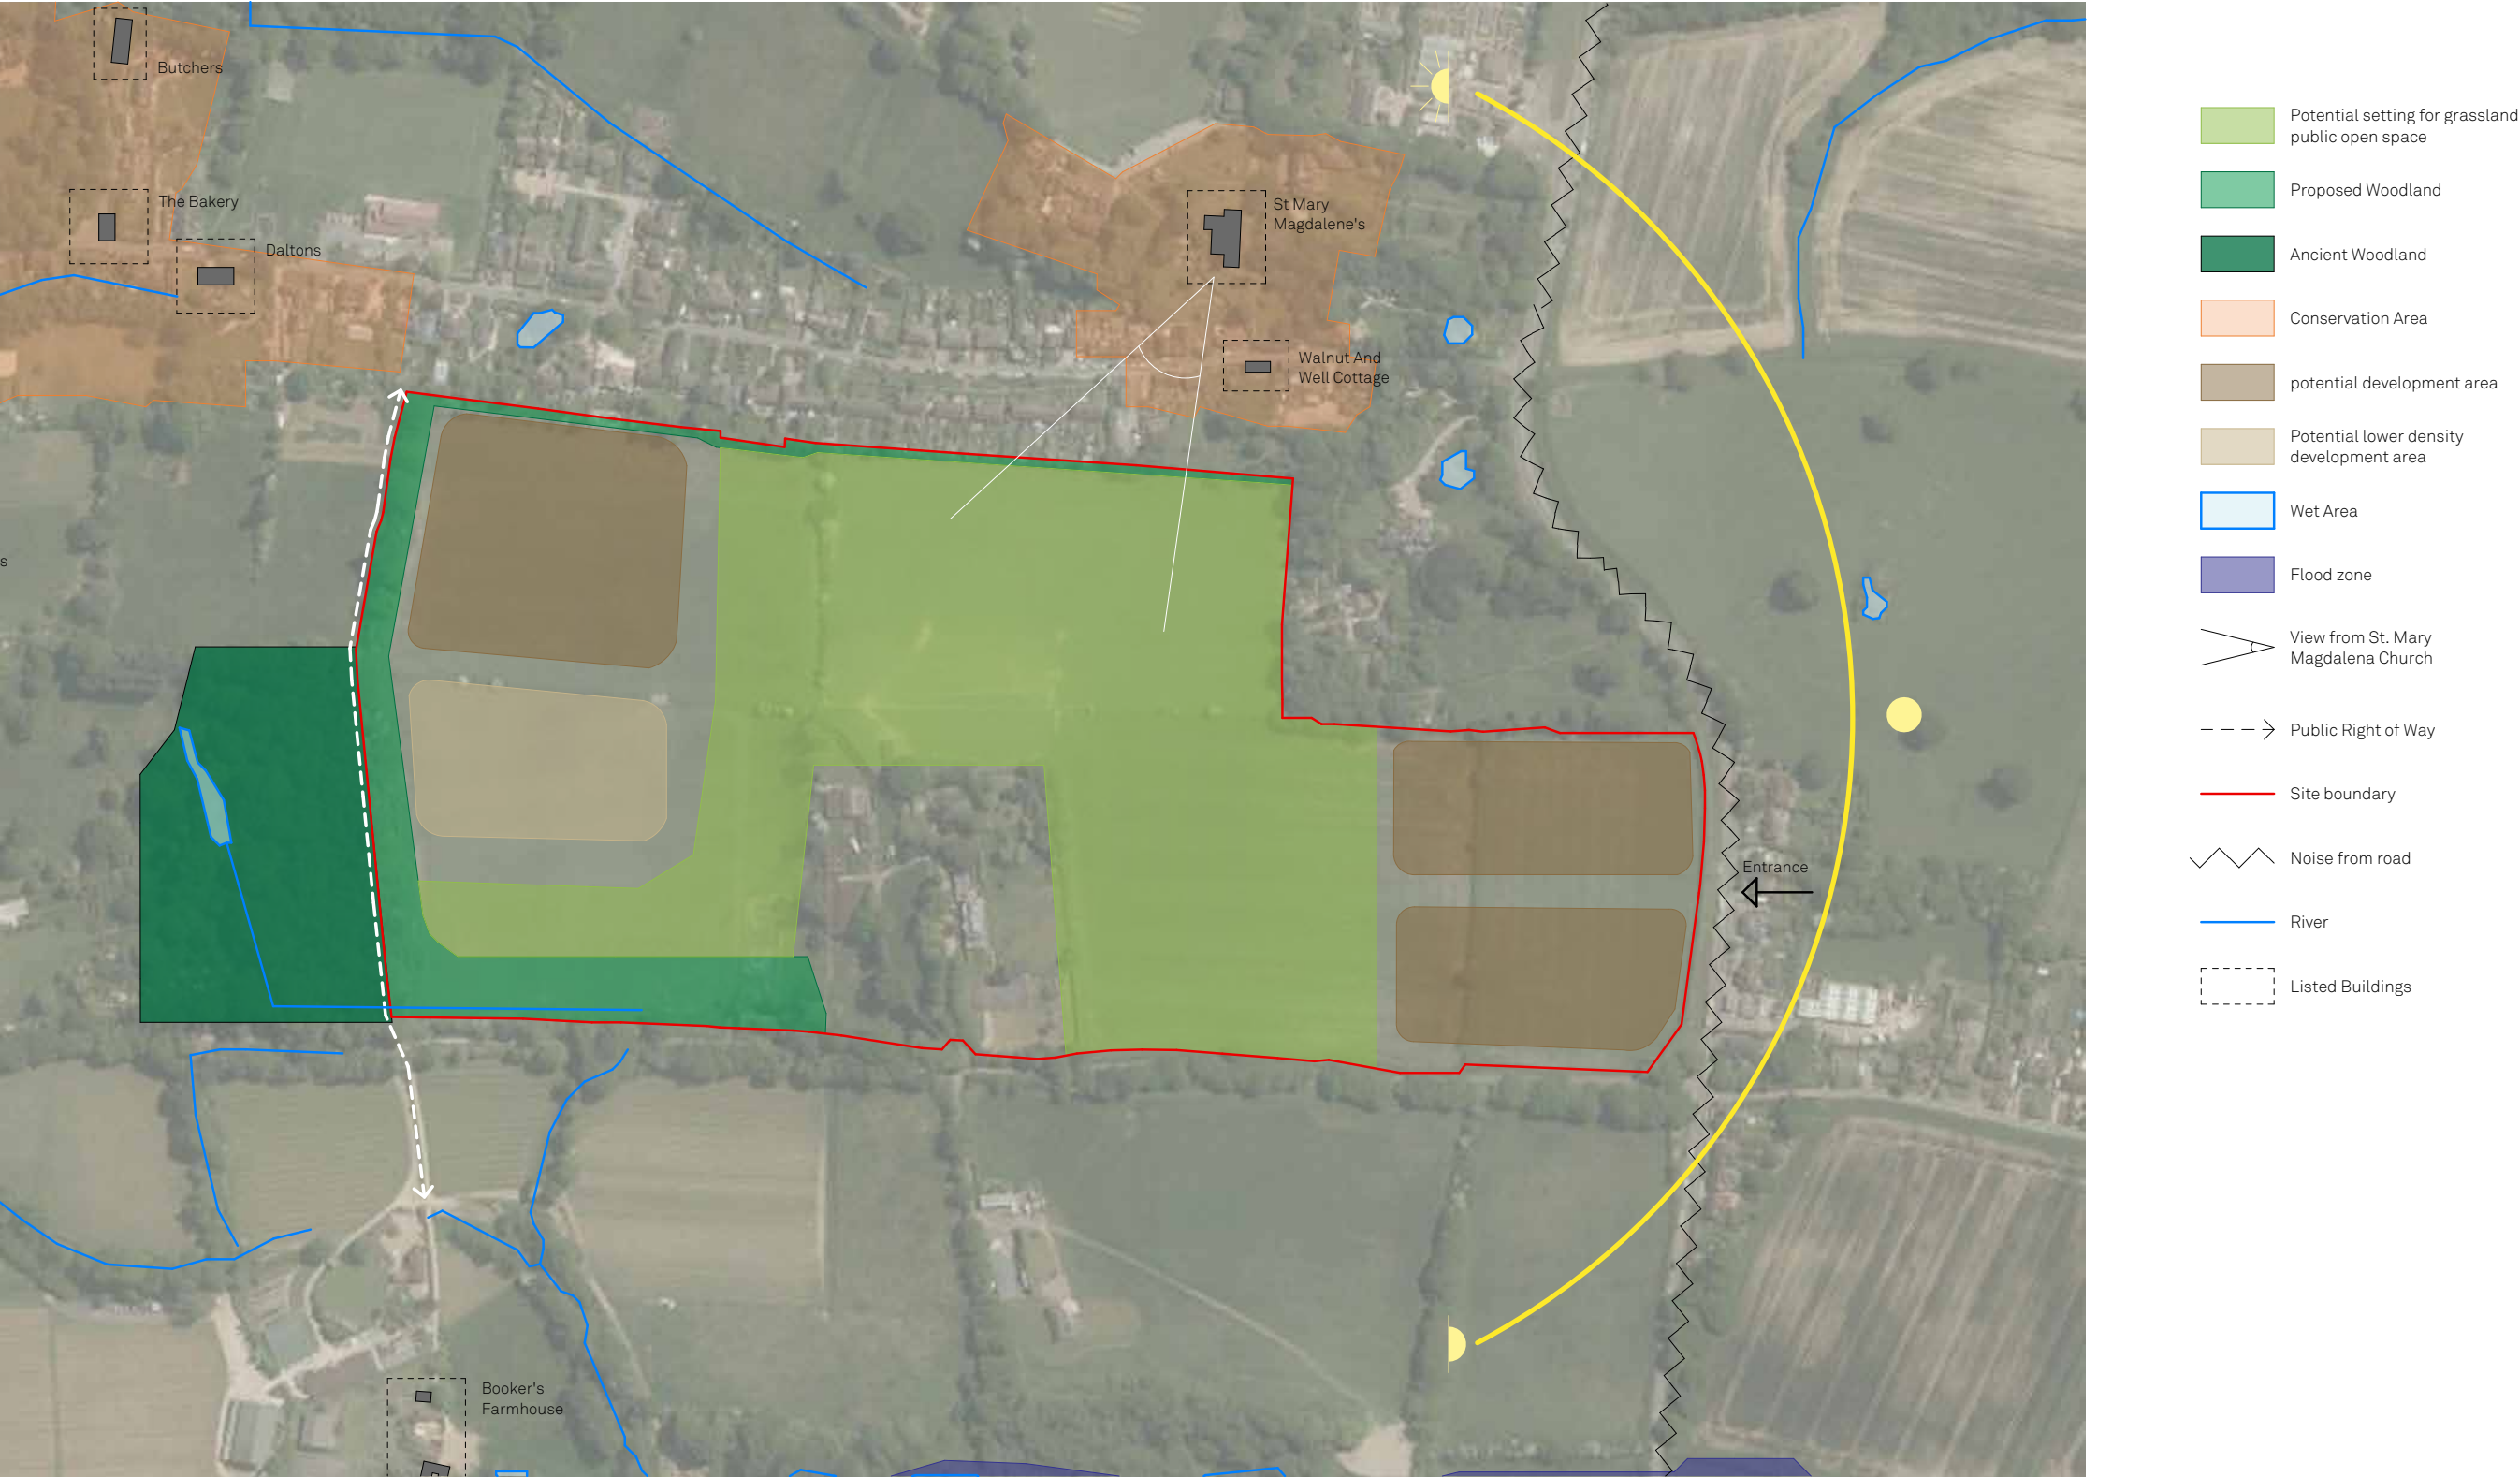 Butchers
The Bakery
Daltons
St Mary
Magdalene's
Walnut And
Well Cottage
s
Entrance
Booker's
Farmhouse
Potential setting for grassland
public open space
Proposed Woodland
Ancient Woodland
Conservation Area
potential development area
Potential lower density
development area
Wet Area
Flood zone
View from St. Mary
Magdalena Church
Public Right of Way
Site boundary
Noise from road
River
Listed Buildings